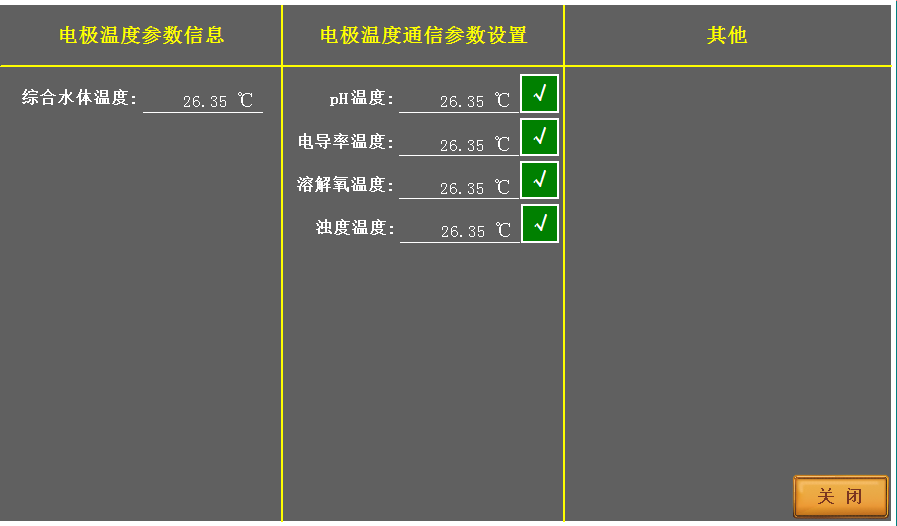 电极温度参数信息
综合水体温度: 26.35 ℃
电极温度通信参数设置
pH温度: 26.35 ℃ √
电导率温度: 26.35 ℃ √
溶解氧温度: 26.35 ℃ √
浊度温度: 26.35 ℃ √
其他
关 闭